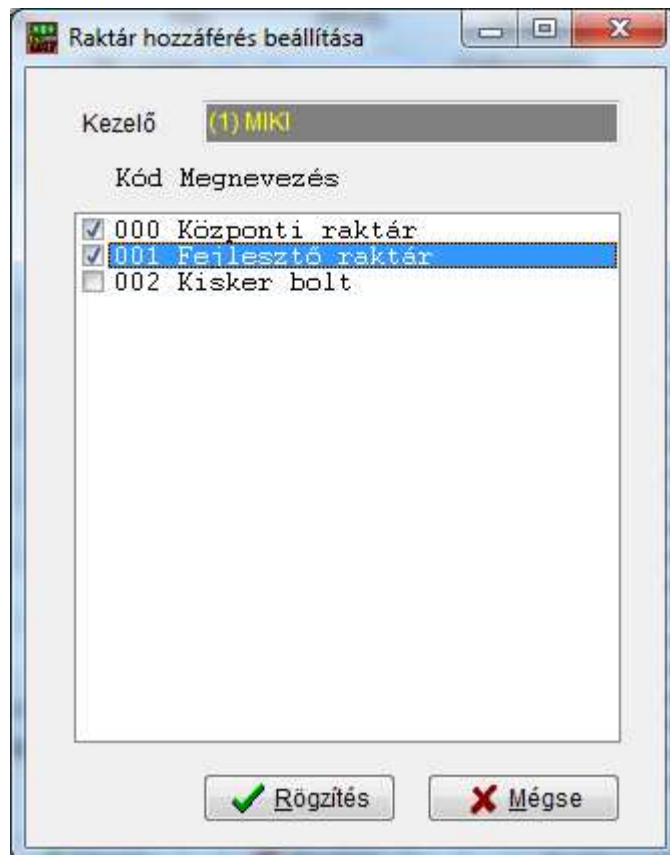 Raktár hozzáférés beállítása
Kezelő (1) MIKI
Kód Megnevezés
000 Központi raktár
001 Fejlesztő raktár
002 Kisker bolt
Rögzítés Mégse